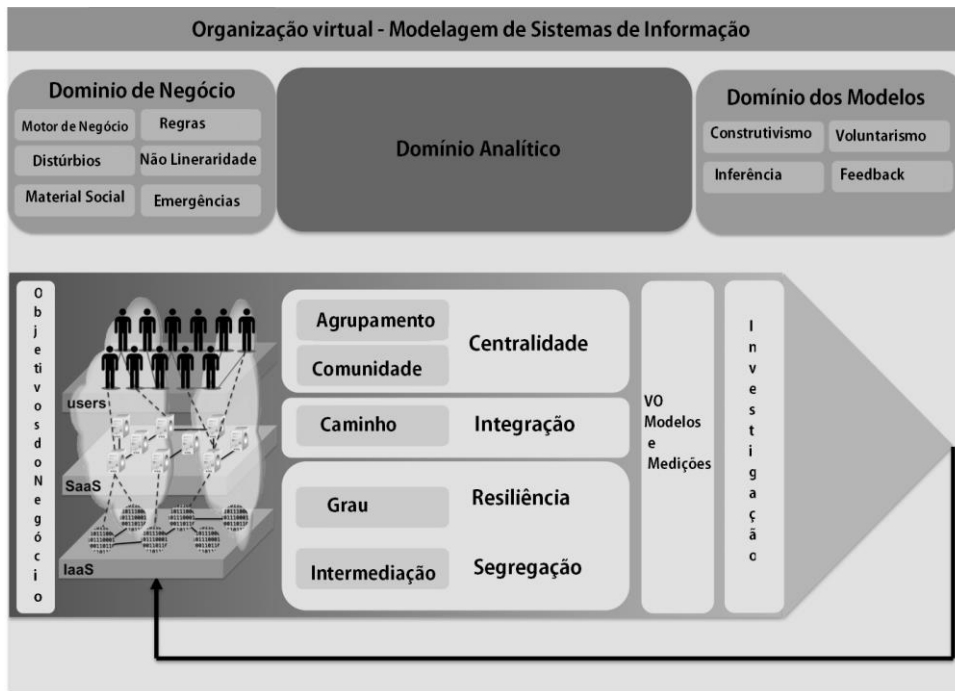 Organização virtual - Modelagem de Sistemas de Informação
Dominio de Negócio
Motor de Negócio
Regras
Distúrbios
Não Lineraridade
Material Social
Emergências
Domínio Analítico
Domínio dos Modelos
Construtivismo
Voluntarismo
Inferência
Feedback
Objetivos do Negócio
users
SaaS
IaaS
Agrupamento
Comunidade
Centralidade
Caminho
Integração
Grau
Resiliência
Intermediação
Segregação
VO
Modelos
e
Medições
Investigação